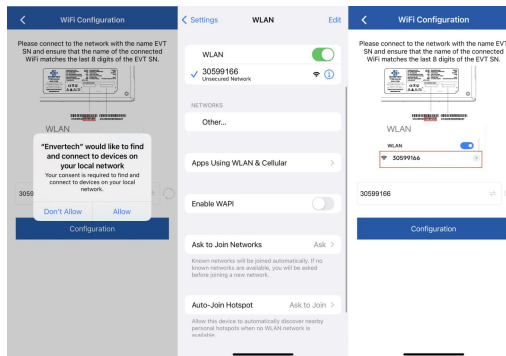 WiFi Configuration
Please connect to the network with the name EVT
SN and ensure that the name of the connected
WiFi matches the last 8 digits of the EVT SN.
WLAN
"Envertech" would like to find
and connect to devices on
your local network
Your consent is required to find and
connect to devices on your local
network.
Don't Allow
Allow
3059
Configuration
Settings
WLAN
Edit
WLAN
30599166
Unsecured Network
NETWORKS
Other...
Apps Using WLAN & Cellular
Enable WAPI
Ask to Join Networks
Ask
Known networks will be joined automatically. If no
known networks are available, you will be asked
before joining a new network.
Auto-Join Hotspot
Ask to Join
Allow this device to automatically discover nearby
personal hotspots when no WLAN network is
available.
WiFi Configuration
Please connect to the network with the name EVT
SN and ensure that the name of the connected
WiFi matches the last 8 digits of the EVT SN.
WLAN
WLAN
30599166
30599166
Configuration